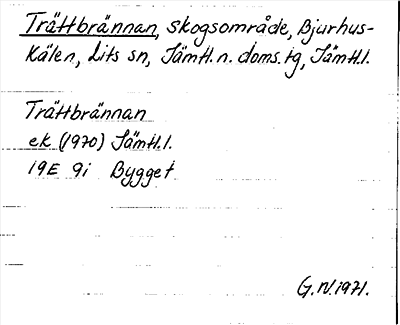 Trättbrännan, skogsområde, Bjurhus-
kälen, Lits sn, Jämtl. n. doms. tg, Jämtl. l.
Trättbrännan
ek (1970) Jämtl. l.
19E 9i Bygget
G. N. 1971.